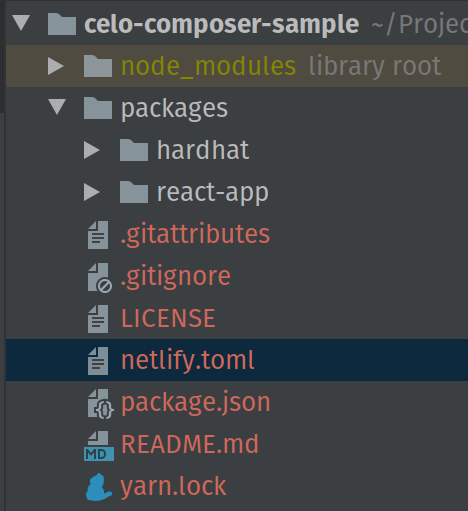 celo-composer-sample ~/Projec
node_modules library root
packages
hardhat
react-app
.gitattributes
.gitignore
LICENSE
netlify.toml
package.json
MD README.md
yarn.lock